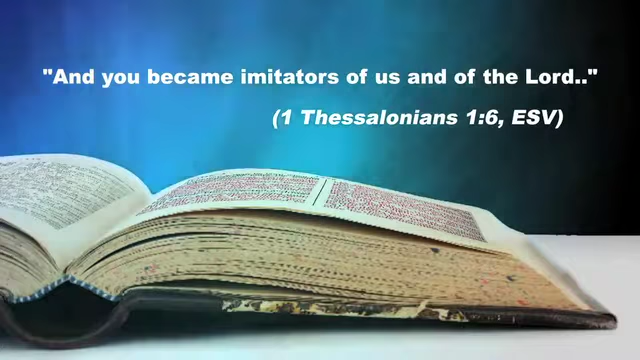 "And you became imitators of us and of the Lord.."
(1 Thessalonians 1:6, ESV)